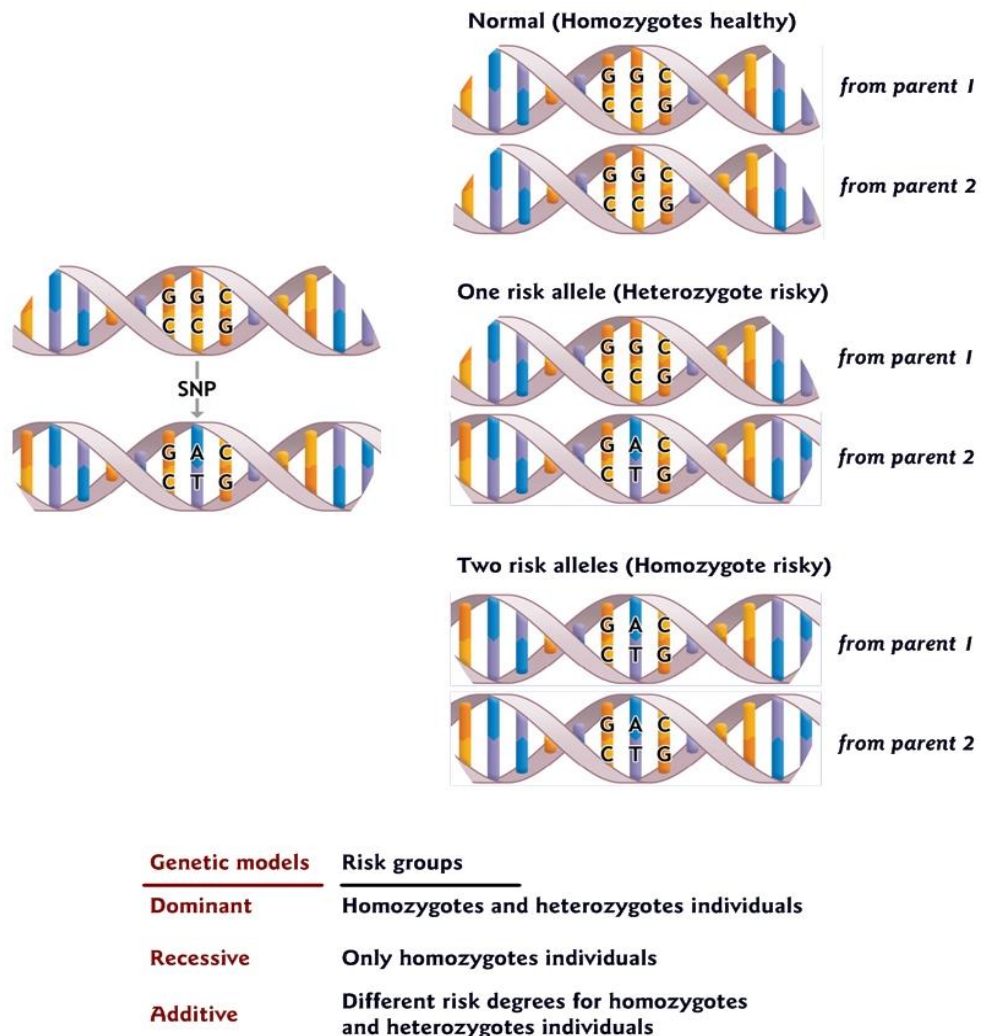 Normal (Homozygotes healthy)
G G C
C C G
from parent 1
G G C
C C G
from parent 2
G G C
C C G
SNP
G A C
C T G
One risk allele (Heterozygote risky)
G G C
C C G
from parent 1
G A C
C T G
from parent 2
Two risk alleles (Homozygote risky)
G A C
C T G
from parent 1
G A C
C T G
from parent 2
Genetic models Risk groups
Dominant Homozygotes and heterozygotes individuals
Recessive Only homozygotes individuals
Additive Different risk degrees for homozygotes
and heterozygotes individuals